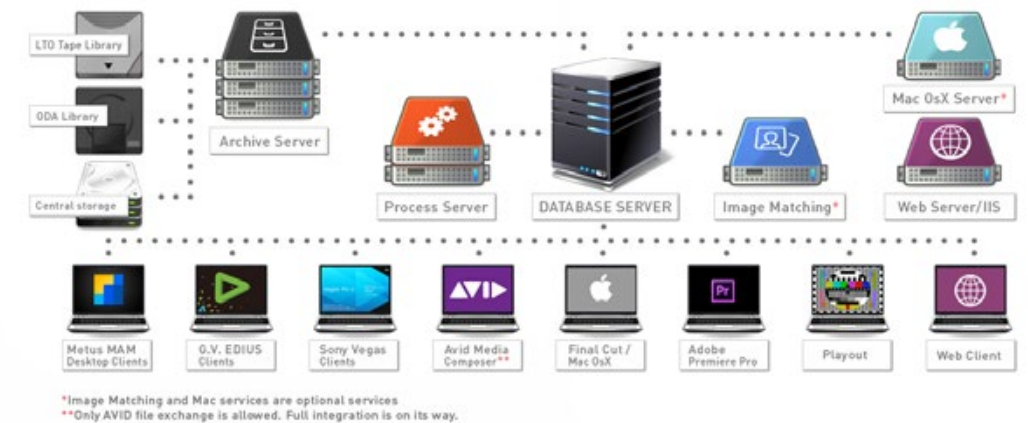 LTO Tape Library
ODA Library
Central storage
Archive Server
Process Server
DATABASE SERVER
Image Matching*
Mac OsX Server*
Web Server/IIS
AVID
Pr
Metus MAM
Desktop Clients
G.V. EDIUS
Clients
Sony Vegas
Clients
Avid Media
Composer**
Final Cut /
Mac OsX
Adobe
Premiere Pro
Playout
Web Client
*Image Matching and Mac services are optional services
**Only AVID file exchange is allowed. Full integration is on its way.